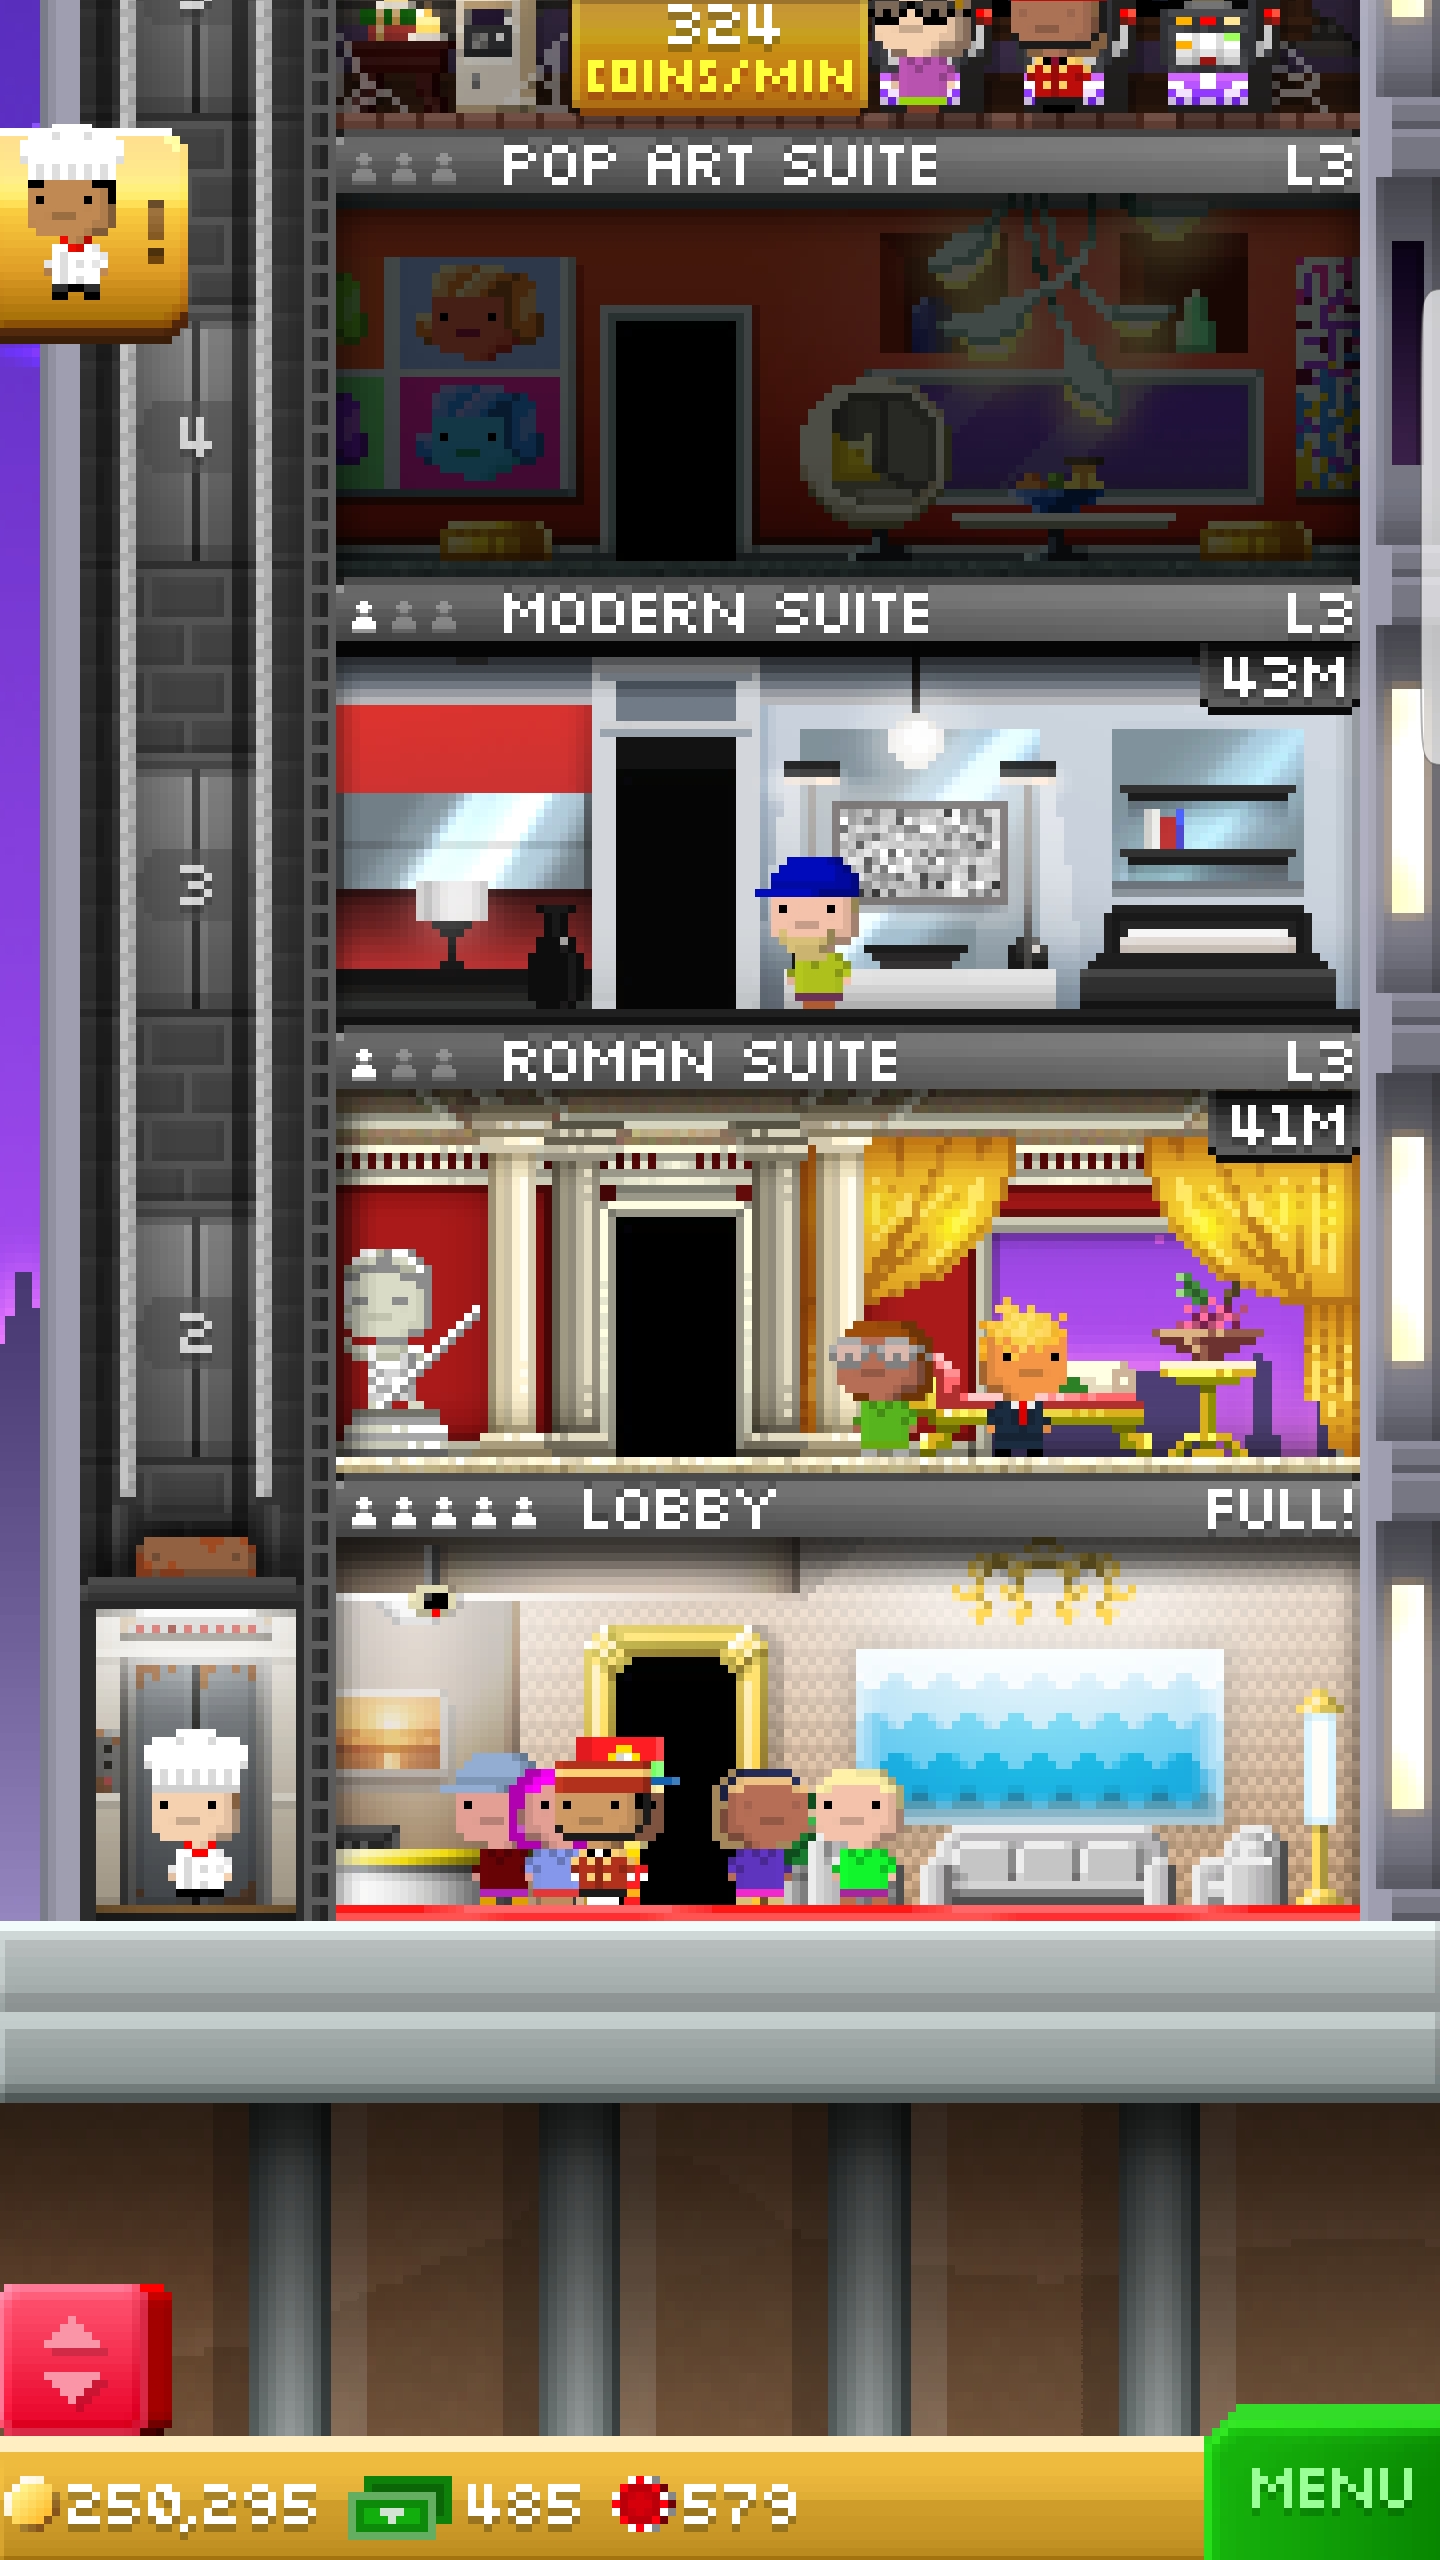 324
COINS/MIN
POP ART SUITE L3
4
MODERN SUITE L3
43M
3
ROMAN SUITE L3
41M
2
LOBBY FULL!
250,295 485 579
MENU